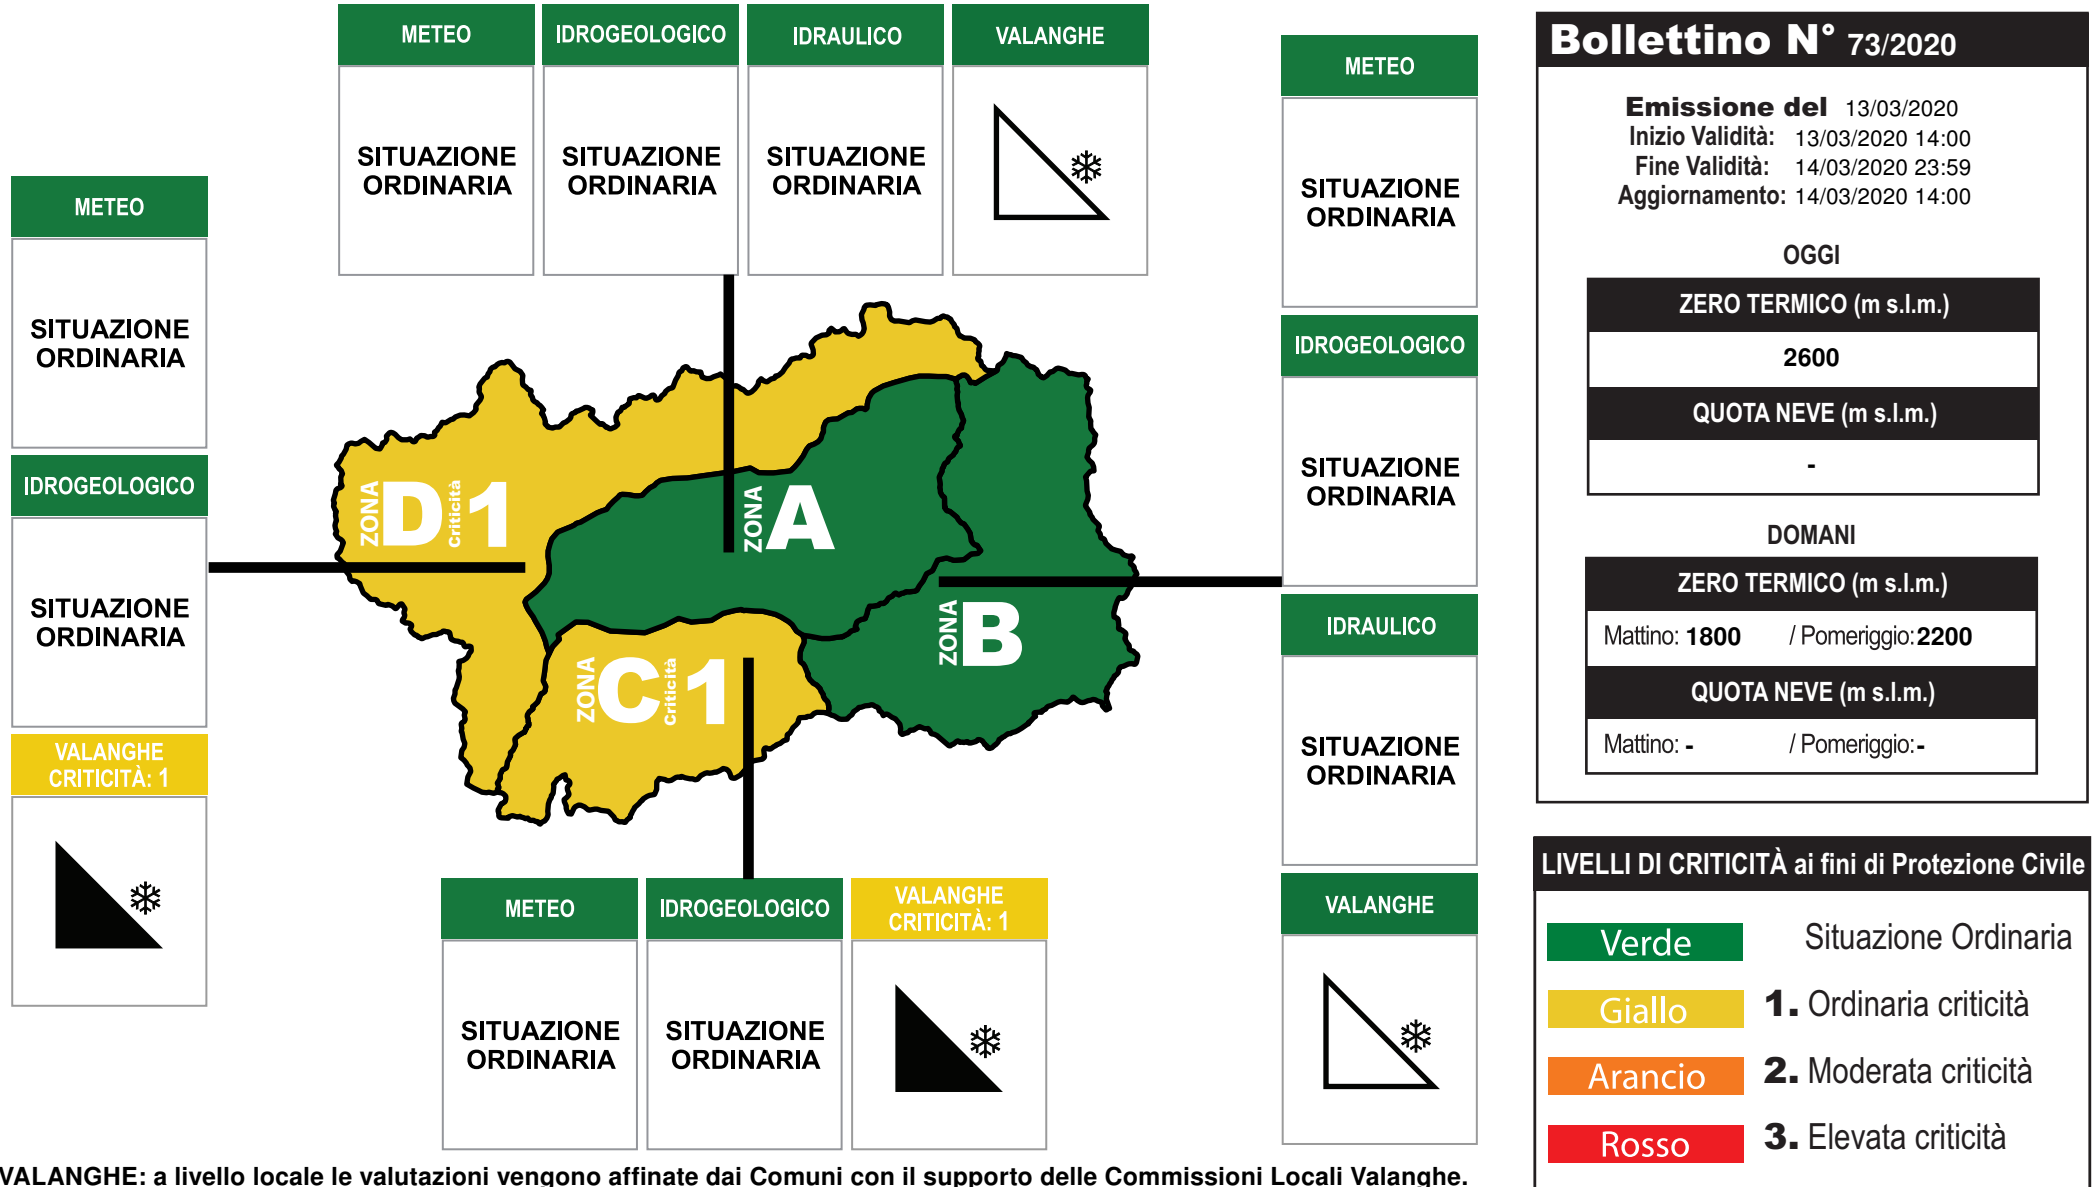 METEO
SITUAZIONE
ORDINARIA
IDROGEOLOGICO
SITUAZIONE
ORDINARIA
IDRAULICO
SITUAZIONE
ORDINARIA
VALANGHE
METEO
SITUAZIONE
ORDINARIA
IDROGEOLOGICO
SITUAZIONE
ORDINARIA
VALANGHE
CRITICITÀ: 1
ZONA D Criticità 1
ZONA A
ZONA B
ZONA C Criticità 1
METEO
SITUAZIONE
ORDINARIA
IDROGEOLOGICO
SITUAZIONE
ORDINARIA
VALANGHE
CRITICITÀ: 1
METEO
SITUAZIONE
ORDINARIA
IDROGEOLOGICO
SITUAZIONE
ORDINARIA
IDRAULICO
SITUAZIONE
ORDINARIA
VALANGHE
VALANGHE: a livello locale le valutazioni vengono affinate dai Comuni con il supporto delle Commissioni Locali Valanghe.
Bollettino N° 73/2020
Emissione del 13/03/2020
Inizio Validità: 13/03/2020 14:00
Fine Validità: 14/03/2020 23:59
Aggiornamento: 14/03/2020 14:00
OGGI
ZERO TERMICO (m s.l.m.)
2600
QUOTA NEVE (m s.l.m.)
-
DOMANI
ZERO TERMICO (m s.l.m.)
Mattino: 1800 / Pomeriggio: 2200
QUOTA NEVE (m s.l.m.)
Mattino: - / Pomeriggio: -
LIVELLI DI CRITICITÀ ai fini di Protezione Civile
Verde Situazione Ordinaria
Giallo 1. Ordinaria criticità
Arancio 2. Moderata criticità
Rosso 3. Elevata criticità